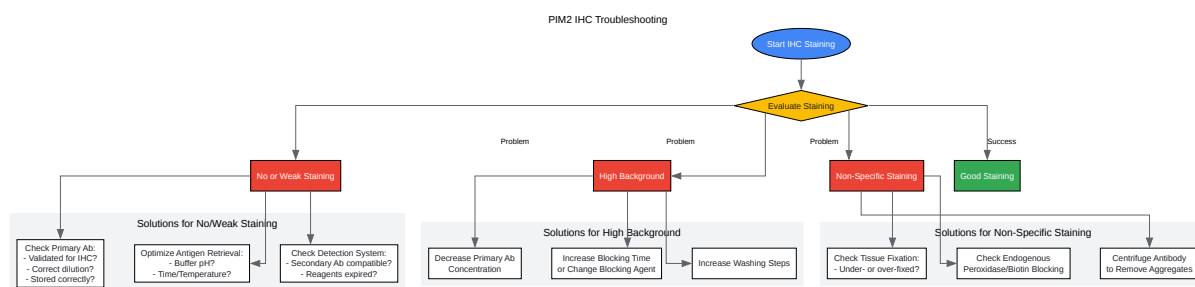 PIM2 IHC Troubleshooting
Start IHC Staining
Evaluate Staining
Problem
Problem
Problem
Success
No or Weak Staining
High Background
Non-Specific Staining
Good Staining
Solutions for No/Weak Staining
Check Primary Ab:
- Validated for IHC?
- Correct dilution?
- Stored correctly?
Optimize Antigen Retrieval:
- Buffer pH?
- Time/Temperature?
Check Detection System:
- Secondary Ab compatible?
- Reagents expired?
Solutions for High Background
Decrease Primary Ab
Concentration
Increase Blocking Time
or Change Blocking Agent
Increase Washing Steps
Solutions for Non-Specific Staining
Check Tissue Fixation:
- Under- or over-fixed?
Check Endogenous
Peroxidase/Biotin Blocking
Centrifuge Antibody
to Remove Aggregates